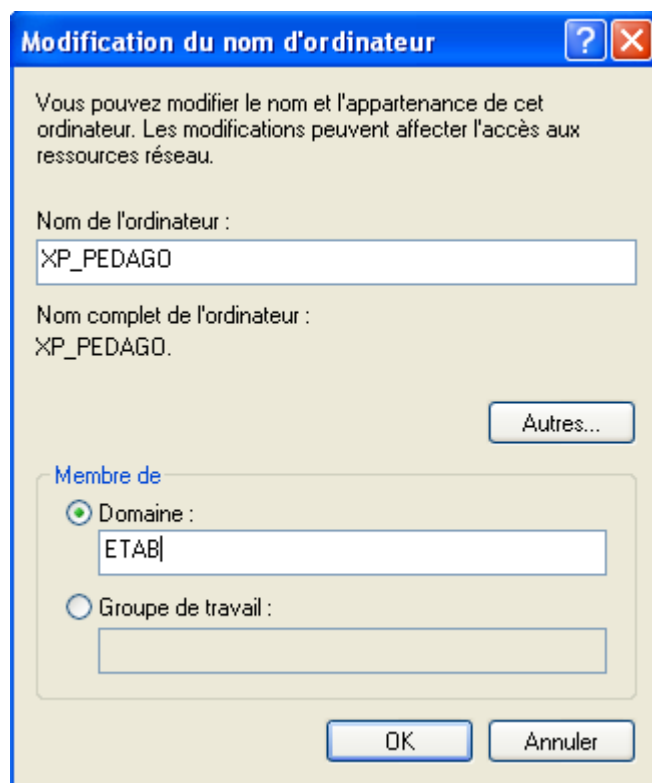 Modification du nom d'ordinateur
Vous pouvez modifier le nom et l'appartenance de cet
ordinateur. Les modifications peuvent affecter l'accès aux
ressources réseau.
Nom de l'ordinateur :
XP_PEDAGO
Nom complet de l'ordinateur :
XP_PEDAGO.
Autres...
Membre de
Domaine :
ETAB
Groupe de travail :
OK Annuler